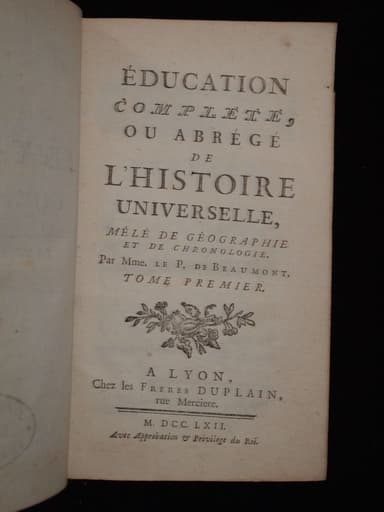 ÉDUCATION
COMPLETE,
OU ABRÉGÉ
DE
L'HISTOIRE
UNIVERSELLE,
MÊLÉ DE GÉOGRAPHIE
ET DE CHRONOLOGIE.
Par Mme. LE P. DE BEAUMONT.
TOME PREMIER.
A LYON,
Chez les FRERES DUPLAIN,
rue Merciere.
M. DCC. LXII.
Avec Approbation & Privilege du Roi.